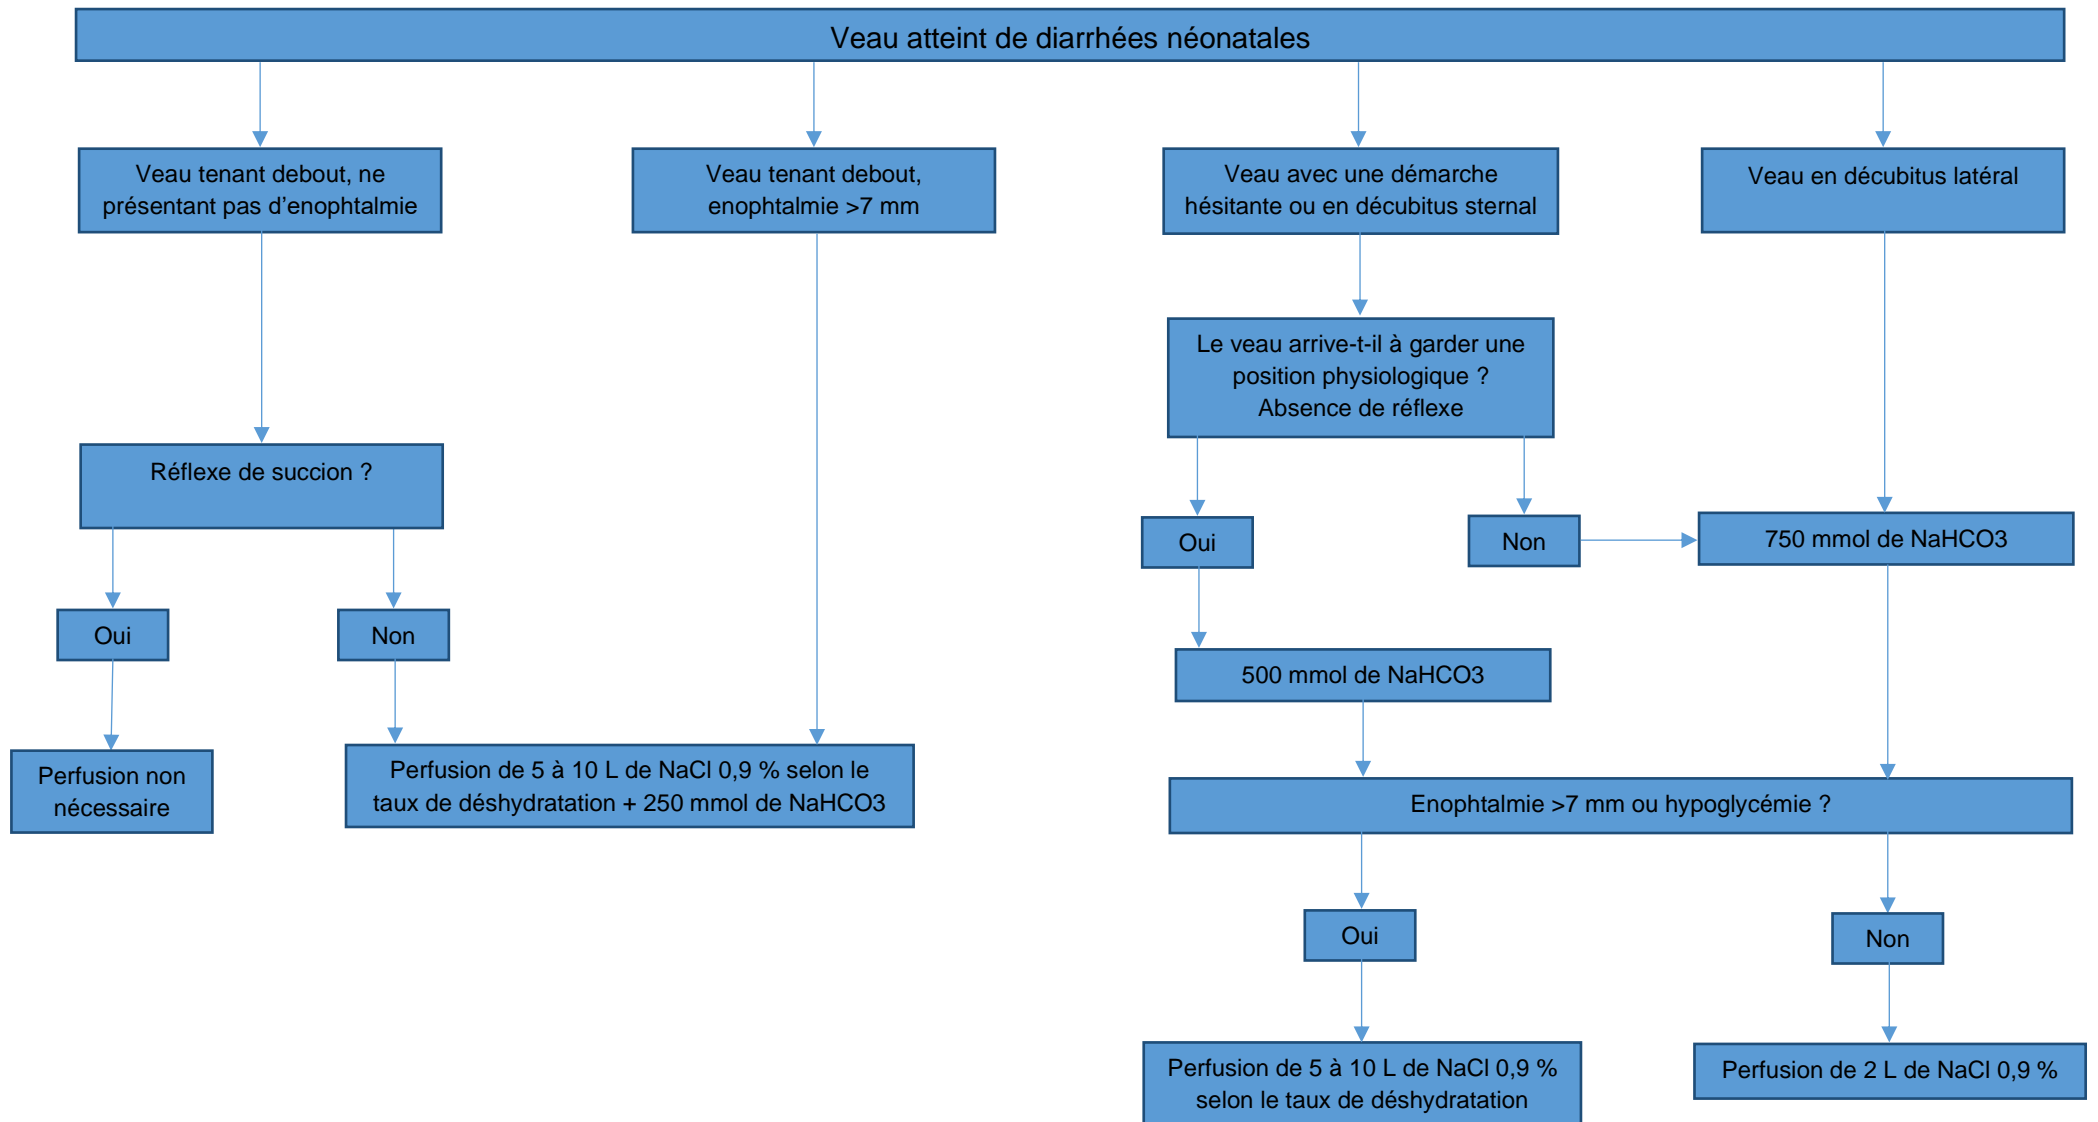 Veau atteint de diarrhées néonatales
Veau tenant debout, ne
présentant pas d’enophtalmie
Veau tenant debout,
enophtalmie >7 mm
Veau avec une démarche
hésitante ou en décubitus sternal
Veau en décubitus latéral
Le veau arrive-t-il à garder une
position physiologique ?
Absence de réflexe
Réflexe de succion ?
Oui
Non
750 mmol de NaHCO3
Oui
Non
500 mmol de NaHCO3
Perfusion non
nécessaire
Perfusion de 5 à 10 L de NaCl 0,9 % selon le
taux de déshydratation + 250 mmol de NaHCO3
Enophtalmie >7 mm ou hypoglycémie ?
Oui
Non
Perfusion de 5 à 10 L de NaCl 0,9 %
selon le taux de déshydratation
Perfusion de 2 L de NaCl 0,9 %